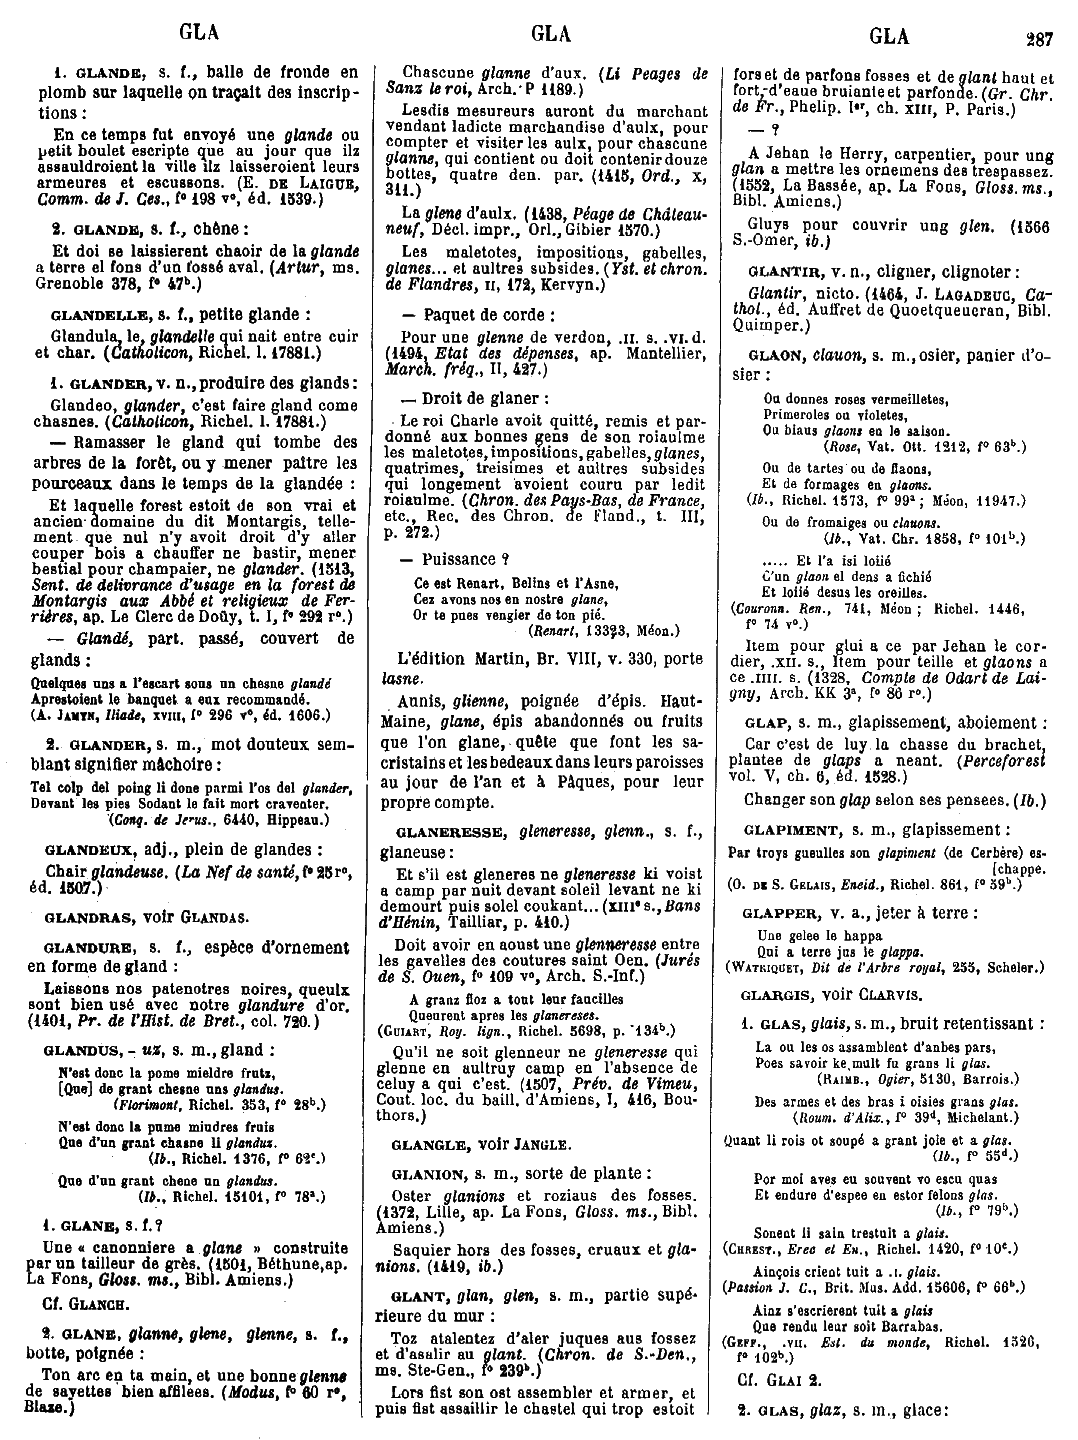 GLA
GLA
GLA
287
1. GLANDE, s. f., balle de fronde en
plomb sur laquelle on traçait des inscrip-
tions :
En ce temps fut envoyé une glande ou
petit boulet escripte que au jour que ilz
assauldroient la ville ilz laisseroient leurs
armeures et escussons. (E. DE LAIGUE,
Comm. de J. Ces., f° 198 v°, éd. 1539.)
2. GLANDE, s. f., chêne :
Et doi se laissierent chaoir de la glande
a terre el fons d'un fossé aval. (Artur, ms.
Grenoble 378, f° 47ᵇ.)
GLANDELLE, s. f., petite glande :
Glandula, le glandelle qui nait entre cuir
et char. (Catholicon, Richel. l. 17881.)
1. GLANDER, v. n., produire des glands :
Glandeo, glander, c'est faire gland come
chasnes. (Catholicon, Richel. l. 17881.)
— Ramasser le gland qui tombe des
arbres de la forêt, ou y mener paître les
pourceaux dans le temps de la glandée :
Et laquelle forest estoit de son vrai et
ancien domaine du dit Montargis, telle-
ment que nul n'y avoit droit d'y aller
couper bois a chauffer ne bastir, mener
bestial pour champaier, ne glander. (1513,
Sent. de delivrance d'usage en la forest de
Montargis aux Abbé et religieux de Fer-
rières, ap. Le Clerc de Doüy, t. I, f° 292 r°.)
— Glandé, part. passé, couvert de
glands :
Quelques uns a l'escart sous un chesne glandé
Aprestoient le banquet a eux recommandé.
(A. JAMYN, Iliade, XVIII, f° 296 v°, éd. 1606.)
2. GLANDER, s. m., mot douteux sem-
blant signifier mâchoire :
Tel colp del poing li done parmi l'os del glander,
Devant les pies Sodant le fait mort craventer.
(Conq. de Jerus., 6440, Hippeau.)
GLANDEUX, adj., plein de glandes :
Chair glandeuse. (La Nef de santé, f° 25 r°,
éd. 1507.)
GLANDRAS, voir GLANDAS.
GLANDURE, s. f., espèce d'ornement
en forme de gland :
Laissons nos patenotres noires, queulx
sont bien usé avec notre glandure d'or.
(1401, Pr. de l'Hist. de Bret., col. 720.)
GLANDUS, - uz, s. m., gland :
N'est donc la pome mieldre frutz,
[Que] de grant chesne uns glandus.
(Florimont, Richel. 353, f° 28ᵇ.)
N'est donc la pume miudres fruis
Que d'un grant chasne li glanduz.
(Ib., Richel. 1376, f° 62ᶜ.)
Que d'un grant chene un glandus.
(Ib., Richel. 15101, f° 78ᵃ.)
1. GLANE, s. f. ?
Une « canonniere a glane » construite
par un tailleur de grès. (1501, Béthune, ap.
La Fons, Gloss. ms., Bibl. Amiens.)
Cf. GLANCH.
2. GLANE, glanne, glene, glenne, s. f.,
botte, poignée :
Ton arc en ta main, et une bonne glenne
de sayettes bien affilees. (Modus, f° 60 r°,
Blaze.)
Chascune glanne d'aux. (Li Peages de
Sanz le roi, Arch. P 1189.)
Lesdis mesureurs auront du marchant
vendant ladicte marchandise d'aulx, pour
compter et visiter les aulx, pour chascune
glanne, qui contient ou doit contenir douze
bottes, quatre den. par. (1415, Ord., X,
311.)
La glene d'aulx. (1438, Péage de Château-
neuf, Décl. impr., Orl., Gibier 1570.)
Les maletotes, impositions, gabelles,
glanes... et aultres subsides. (Yst. et chron.
de Flandres, II, 172, Kervyn.)
— Paquet de corde :
Pour une glenne de verdon, .II. s. .VI. d.
(1494, Etat des dépenses, ap. Mantellier,
March. fréq., II, 427.)
— Droit de glaner :
Le roi Charle avoit quitté, remis et par-
donné aux bonnes gens de son roiaulme
les maletotes, impositions, gabelles, glanes,
quatrimes, treisimes et aultres subsides
qui longement avoient couru par ledit
roiaulme. (Chron. des Pays-Bas, de France,
etc., Rec. des Chron. de Fland., t. III,
p. 272.)
— Puissance ?
Ce est Renart, Belins et l'Asne,
Cez avons nos en nostre glane,
Or te pues vengier de ton pié.
(Renart, 13373, Méon.)
L'édition Martin, Br. VIII, v. 330, porte
lasne.
Aunis, glienne, poignée d'épis. Haut-
Maine, glane, épis abandonnés ou fruits
que l'on glane, quête que font les sa-
cristains et les bedeaux dans leurs paroisses
au jour de l'an et à Pâques, pour leur
propre compte.
GLANERESSE, gleneresse, glenn., s. f.,
glaneuse :
Et s'il est gleneres ne gleneresse ki voist
a camp par nuit devant soleil levant ne ki
demourt puis solel coukant... (XIIIᵉ s., Bans
d'Hénin, Tailliar, p. 410.)
Doit avoir en aoust une glenneresse entre
les gavelles des coutures saint Oen. (Jurés
de S. Ouen, f° 109 v°, Arch. S.-Inf.)
A granz floz a tont leur fancilles
Queurent apres les glanereses.
(GUIART, Roy. lign., Richel. 5698, p. 134ᵇ.)
Qu'il ne soit glenneur ne gleneresse qui
glenne en aultruy camp en l'absence de
celuy a qui c'est. (1507, Prév. de Vimeu,
Cout. loc. du baill. d'Amiens, I, 416, Bou-
thors.)
GLANGLE, voir JANGLE.
GLANION, s. m., sorte de plante :
Oster glanions et roziaus des fosses.
(1372, Lille, ap. La Fons, Gloss. ms., Bibl.
Amiens.)
Saquier hors des fosses, cruaux et gla-
nions. (1419, ib.)
GLANT, glan, glen, s. m., partie supé-
rieure du mur :
Toz atalentez d'aler juques aus fossez
et d'asalir au glant. (Chron. de S.-Den.,
ms. Ste-Gen., f° 239ᵇ.)
Lors fist son ost assembler et armer, et
puis fist assaillir le chastel qui trop estoit
fors et de parfons fosses et de glant haut et
fort, d'eaue bruiante et parfonde. (Gr. Chr.
de Fr., Phelip. Iᵉʳ, ch. XIII, P. Paris.)
— ?
A Jehan le Herry, carpentier, pour ung
glan a mettre les ornemens des trespassez.
(1552, La Bassée, ap. La Fons, Gloss. ms.,
Bibl. Amiens.)
Gluys pour couvrir ung glen. (1566
S.-Omer, ib.)
GLANTIR, v. n., cligner, clignoter :
Glantir, nicto. (1464, J. LAGADEUC, Ca-
thol., éd. Auffret de Quoetqueucran, Bibl.
Quimper.)
GLAON, clauon, s. m., osier, panier d'o-
sier :
Ou donnes roses vermeilletes,
Primeroles ou violetes,
Ou biaus glaons en le saison.
(Rose, Vat. Ott. 1212, f° 63ᵇ.)
Ou de tartes ou de flaons,
Et de formages en glaons.
(Ib., Richel. 1573, f° 99ᵃ ; Méon, 11947.)
Ou de fromaiges ou clauons.
(Ib., Vat. Chr. 1858, f° 101ᵇ.)
..... Et l'a isi loiié
C'un glaon el dens a fichié
Et loiié desus les oreilles.
(Couronn. Ren., 741, Méon ; Richel. 1446,
f° 74 v°.)
Item pour glui a ce par Jehan le cor-
dier, .XII. s., Item pour teille et glaons a
ce .IIII. s. (1328, Compte de Odart de Lai-
gny, Arch. KK 3ᵃ, f° 86 r°.)
GLAP, s. m., glapissement, aboiement :
Car c'est de luy la chasse du brachet,
plantee de glaps a neant. (Perceforest
vol. V, ch. 6, éd. 1528.)
Changer son glap selon ses pensees. (Ib.)
GLAPIMENT, s. m., glapissement :
Par troys gueulles son glapiment (de Cerbère) es-
[chappe.
(O. DE S. GELAIS, Eneid., Richel. 861, f° 59ᵇ.)
GLAPPER, v. a., jeter à terre :
Une gelee le happa
Qui a terre jus le glappa.
(WATRIQUET, Dit de l'Arbre royal, 255, Scheler.)
GLARGIS, voir CLARVIS.
1. GLAS, glais, s. m., bruit retentissant :
La ou les os assamblent d'anbes pars,
Poes savoir ke mult fu grans li glas.
(RAIMB., Ogier, 5130, Barrois.)
Des armes et des bras i oisies grans glas.
(Roum. d'Alix., f° 39ᵈ, Michelant.)
Quant li rois ot soupé a grant joie et a glas.
(Ib., f° 55ᵈ.)
Por moi aves eu souvent vo escu quas
Et endure d'espee en estor felons glas.
(Ib., f° 79ᵇ.)
Sonent li sain trestuit a glais.
(CHREST., Erec et En., Richel. 1420, f° 10ᶜ.)
Ainçois crient tuit a .I. glais.
(Passion J. C., Brit. Mus. Add. 15606, f° 66ᵇ.)
Ainz s'escrierent tuit a glais
Que rendu leur soit Barrabas.
(GEFF., .VII. Est. du monde, Richel. 1526,
f° 102ᵇ.)
Cf. GLAI 2.
2. GLAS, glaz, s. m., glace :